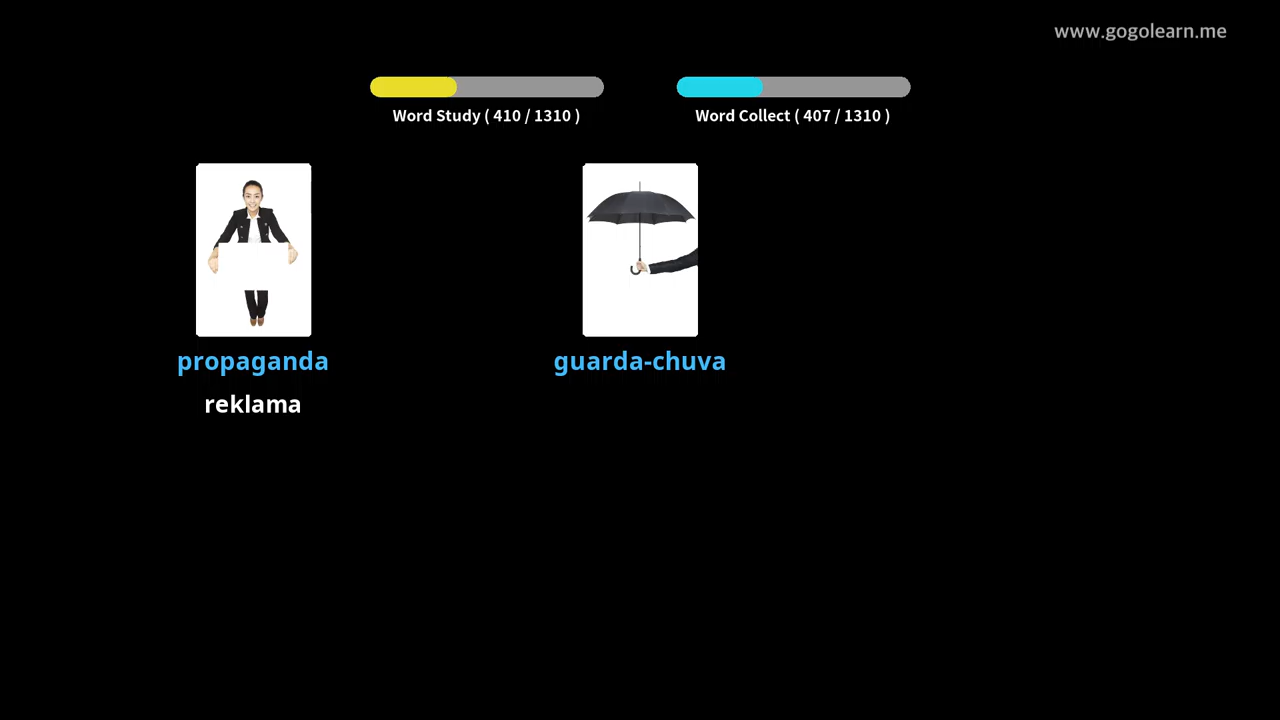 www.gogolearn.me
Word Study ( 410 / 1310 )
Word Collect ( 407 / 1310 )
propaganda
guarda-chuva
reklama